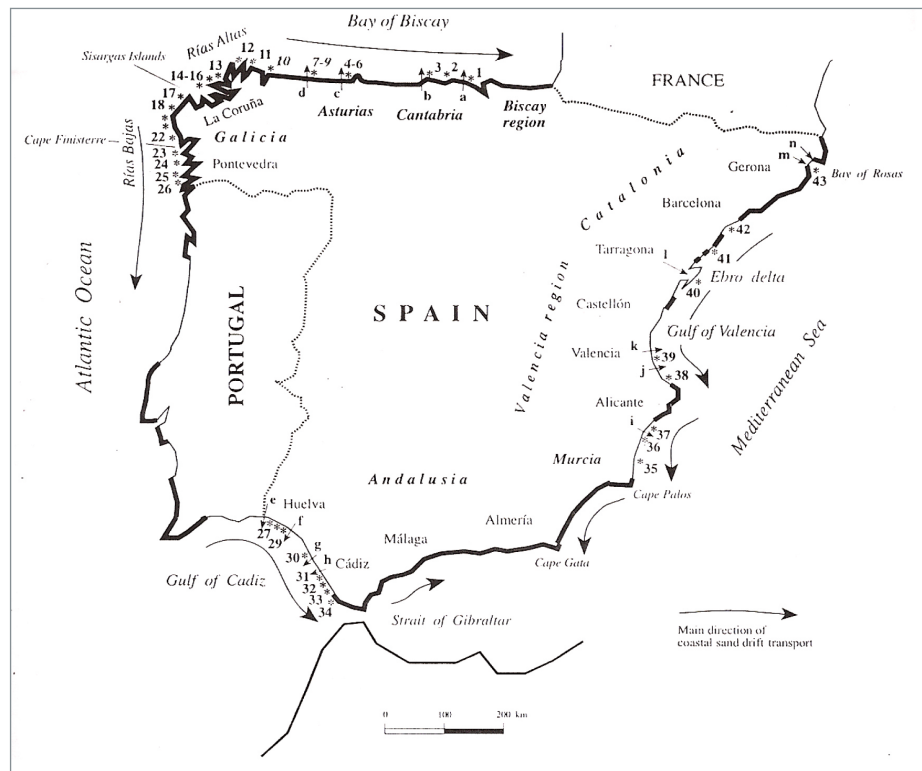 Bay of Biscay
Sisargas Islands
Rías Altas
12
11
10
7-9
4-6
3
2
1
13
14-16
17
18
La Coruña
d
c
b
a
Asturias
Cantabria
Biscay
region
FRANCE
Cape Finisterre
Galicia
22
23
24
25
26
Pontevedra
Rías Bajas
n
m
Gerona
Bay of Rosas
43
Catalonia
Barcelona
42
Tarragona
l
41
Ebro delta
40
Atlantic Ocean
PORTUGAL
SPAIN
Castellón
Valencia region
Gulf of Valencia
k
Valencia
39
j
38
Mediterranean Sea
Alicante
i
37
36
Murcia
35
Cape Palos
Andalusia
e
Huelva
f
27
29
g
30
h
Cádiz
31
32
33
34
Málaga
Almería
Cape Gata
Gulf of Cadiz
Strait of Gibraltar
Main direction of
coastal sand drift transport
0 100 200 km